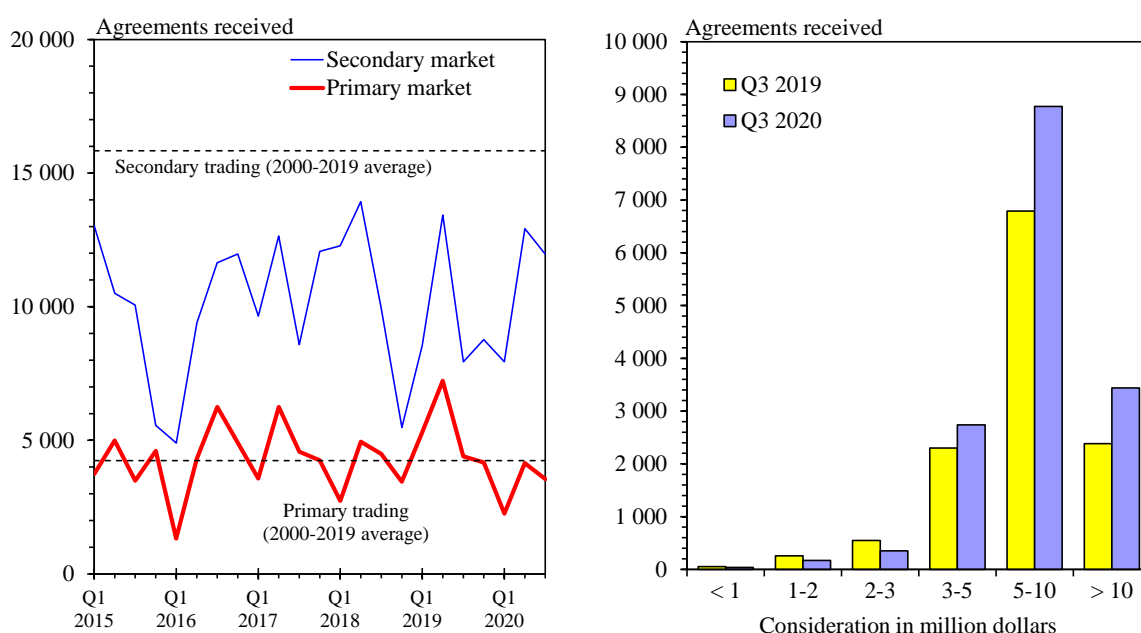 Agreements received
20 000
15 000
10 000
5 000
0
Secondary market
Primary market
Secondary trading (2000-2019 average)
Primary trading
(2000-2019 average)
Q1 Q1 Q1 Q1 Q1 Q1
2015 2016 2017 2018 2019 2020
Agreements received
10 000
9 000
8 000
7 000
6 000
5 000
4 000
3 000
2 000
1 000
0
Q3 2019
Q3 2020
< 1 1-2 2-3 3-5 5-10 > 10
Consideration in million dollars